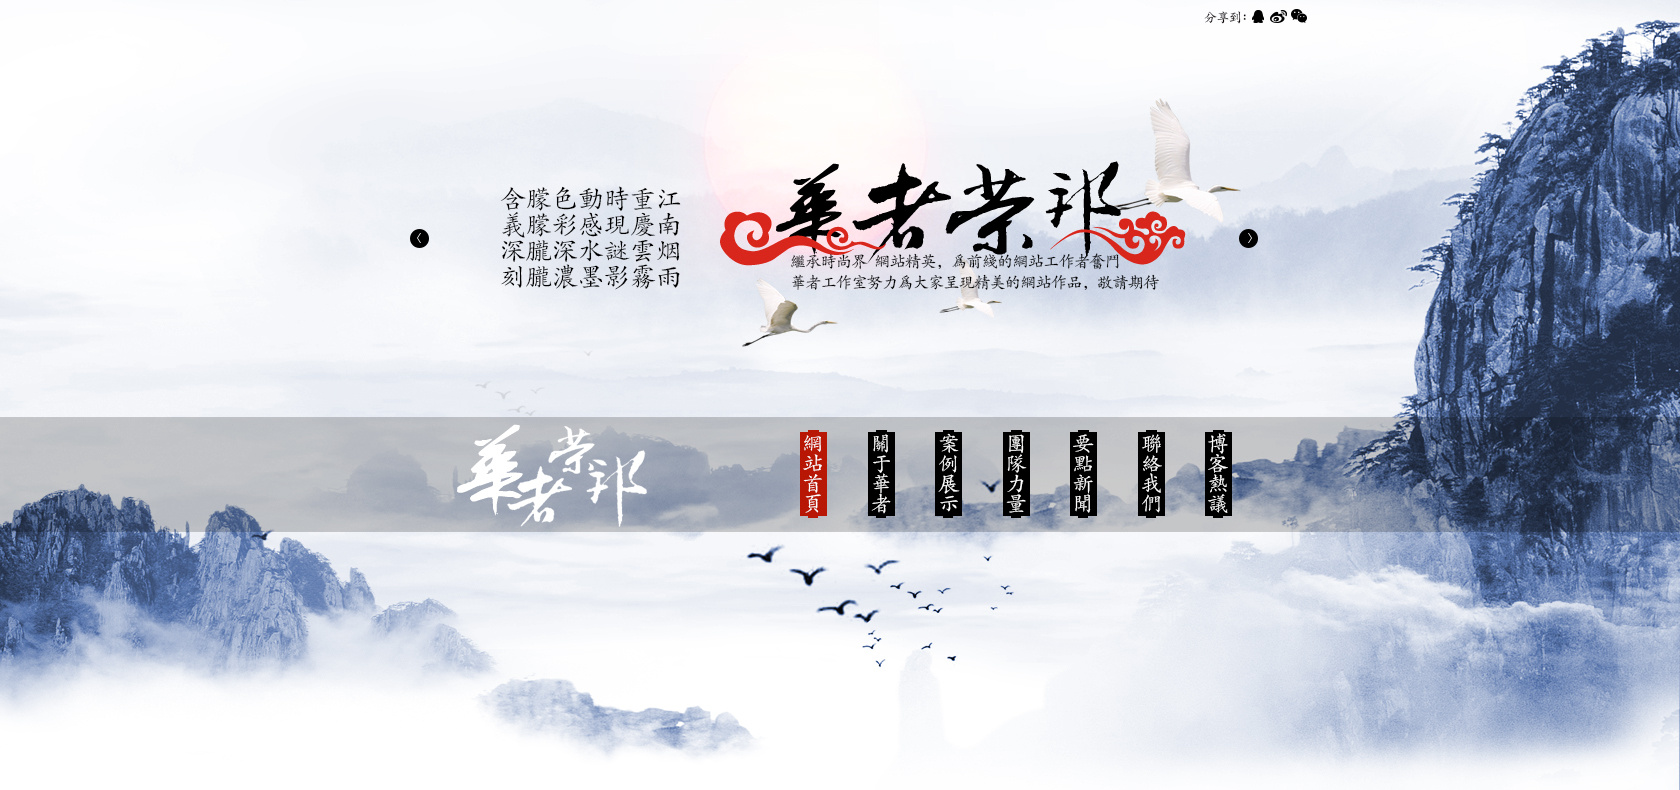 分享到：
江南烟雨
重慶雲霧
時現謎影
動感水墨
色彩深濃
朦朦朧朧
含義深刻
華者榮邦
繼承時尚界 網站精英，爲前綫的網站工作者奮鬥
華者工作室努力爲大家呈現精美的網站作品，敬請期待
華者榮邦
網站首頁
關于華者
案例展示
團隊力量
要點新聞
聯絡我們
博客熱議